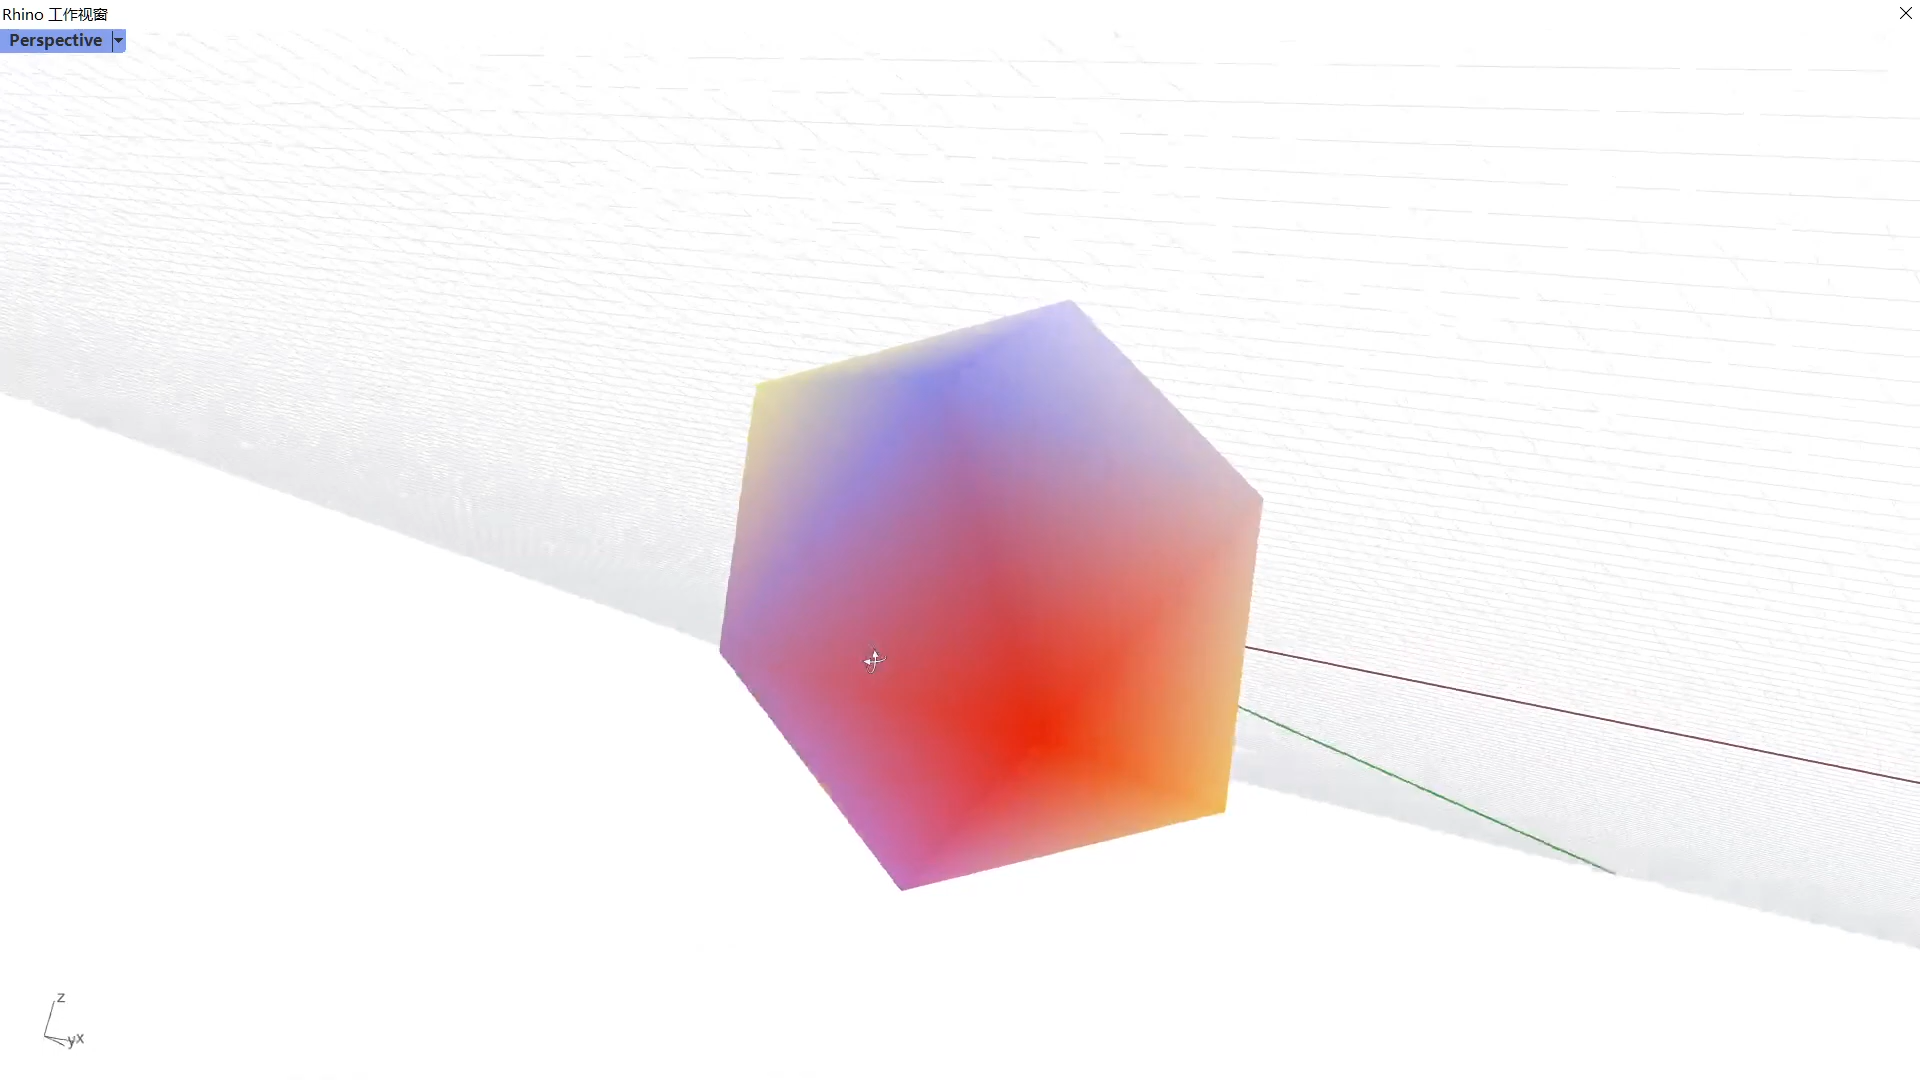 Rhino 工作视窗
Perspective
z
y x